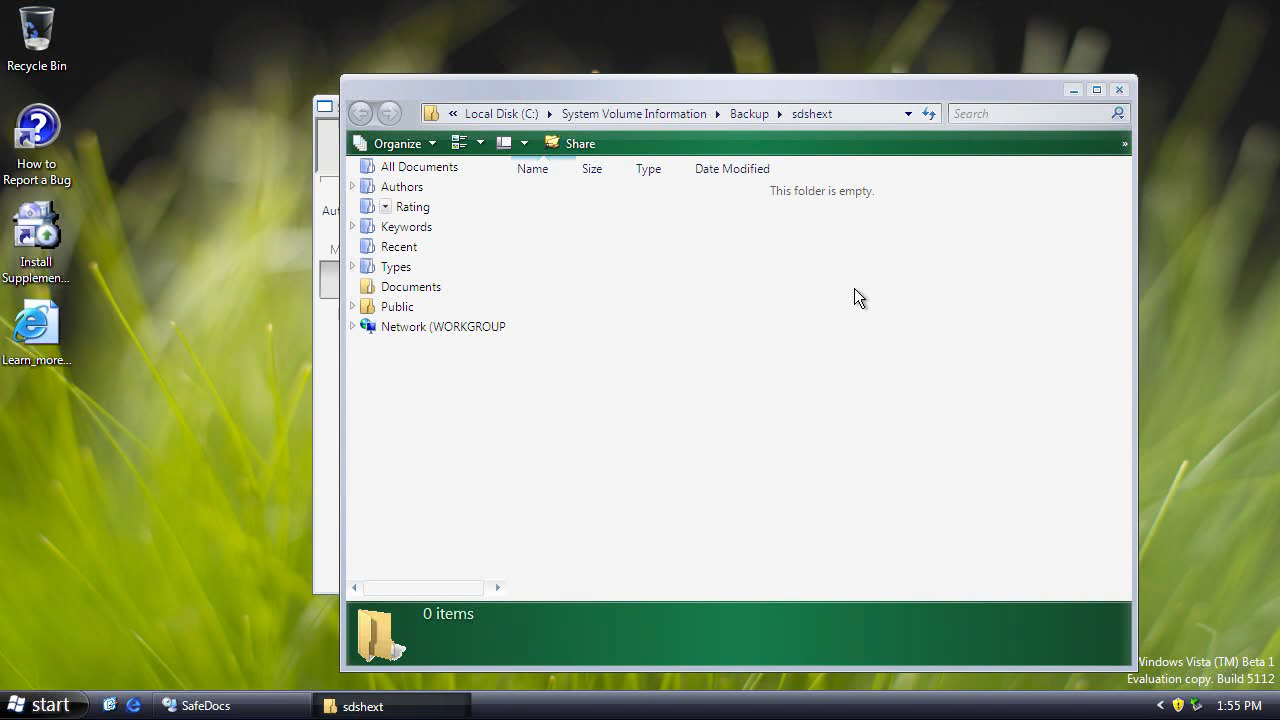 Recycle Bin
How to
Report a Bug
Install
Supplemen...
Learn_more...
« Local Disk (C:) System Volume Information Backup sdshext
Search
Organize Share »
All Documents
Authors
Rating
Keywords
Recent
Types
Documents
Public
Network (WORKGROUP
Name Size Type Date Modified
This folder is empty.
0 items
Windows Vista (TM) Beta 1
Evaluation copy. Build 5112
start SafeDocs sdshext 1:55 PM